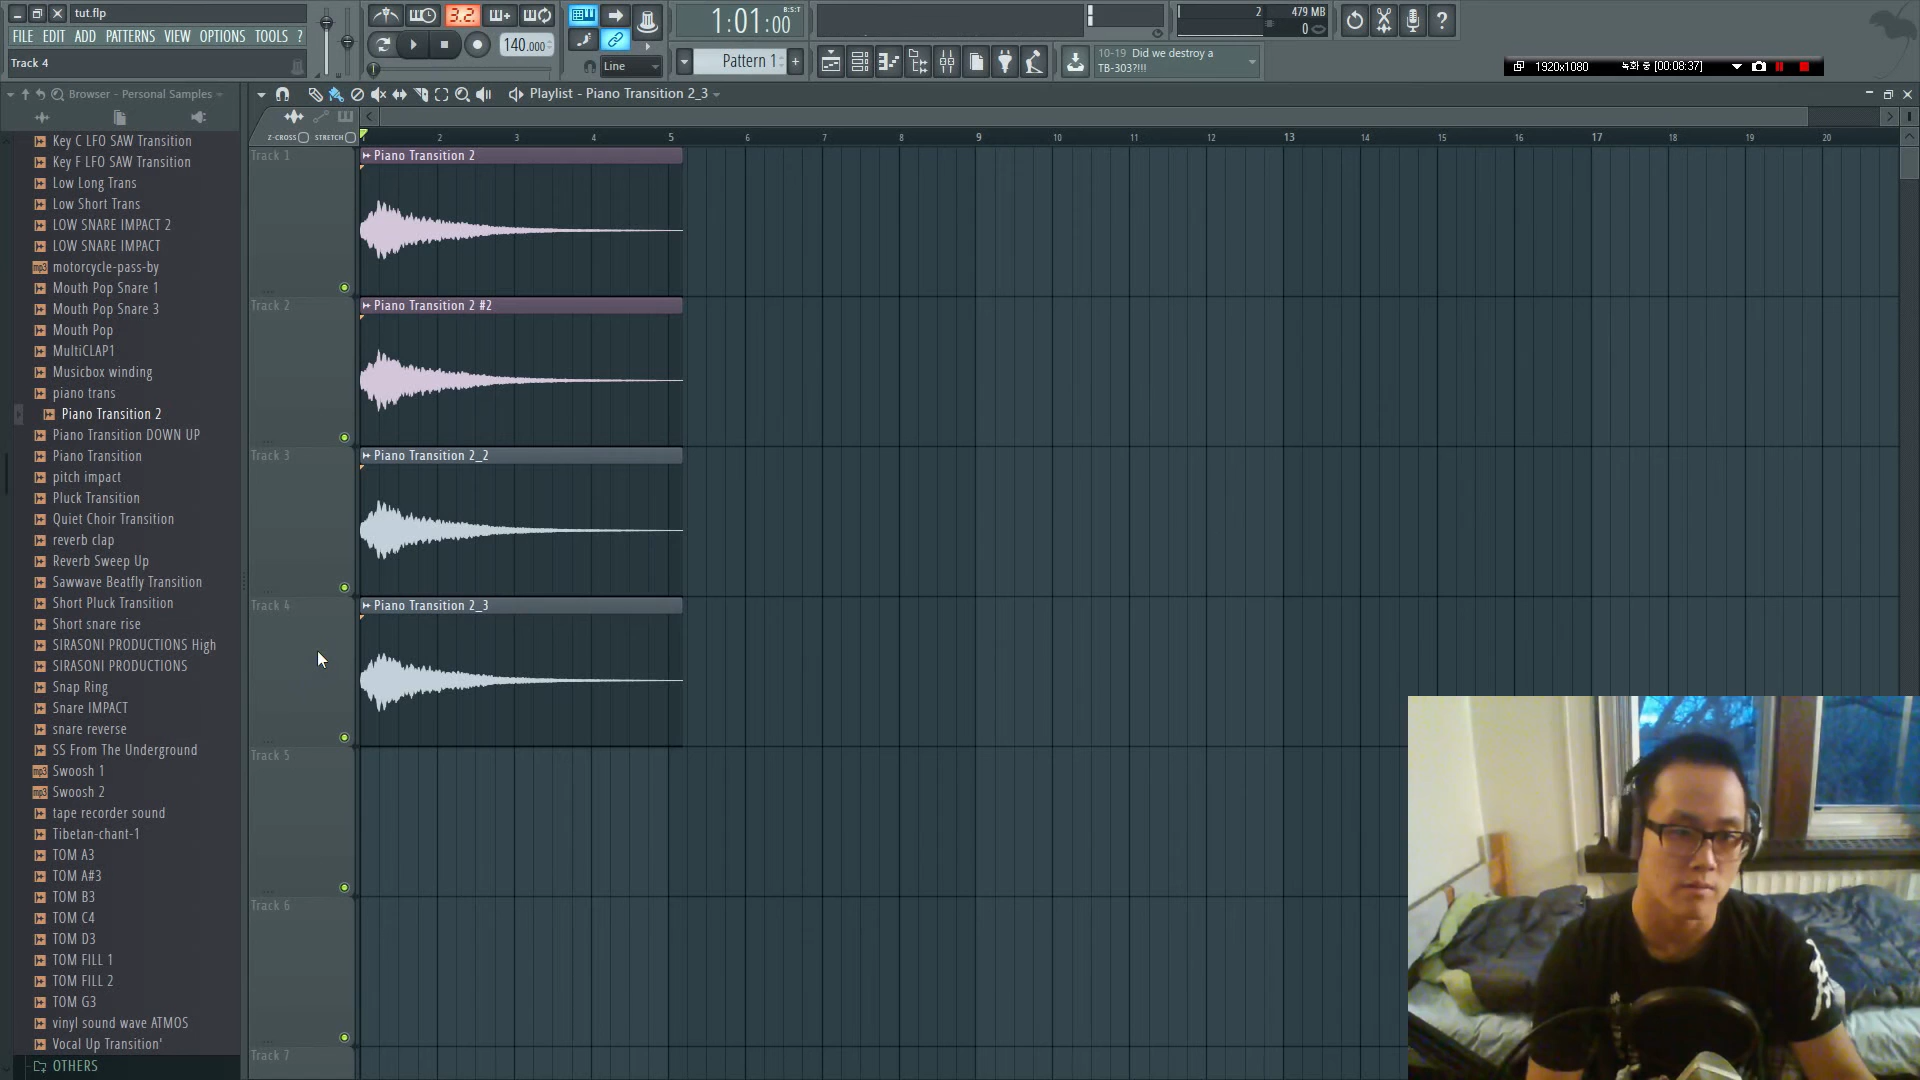 tut.flp
FILE EDIT ADD PATTERNS VIEW OPTIONS TOOLS ?
Track 4
3.2.
140.000
Line
1:01:00
B:S:T
Pattern 1
2
479 MB
0
10-19 Did we destroy a
TB-303?!!!
1920x1080
녹화 중 [00:08:37]
Browser - Personal Samples
Playlist - Piano Transition 2_3
Z-CROSS STRETCH
2 3 4 5 6 7 8 9 10 11 12 13 14 15 16 17 18 19 20
Key C LFO SAW Transition
Key F LFO SAW Transition
Low Long Trans
Low Short Trans
LOW SNARE IMPACT 2
LOW SNARE IMPACT
motorcycle-pass-by
Mouth Pop Snare 1
Mouth Pop Snare 3
Mouth Pop
MultiCLAP1
Musicbox winding
piano trans
Piano Transition 2
Piano Transition DOWN UP
Piano Transition
pitch impact
Pluck Transition
Quiet Choir Transition
reverb clap
Reverb Sweep Up
Sawwave Beatfly Transition
Short Pluck Transition
Short snare rise
SIRASONI PRODUCTIONS High
SIRASONI PRODUCTIONS
Snap Ring
Snare IMPACT
snare reverse
SS From The Underground
mp3
Swoosh 1
Swoosh 2
tape recorder sound
Tibetan-chant-1
TOM A3
TOM A#3
TOM B3
TOM C4
TOM D3
TOM FILL 1
TOM FILL 2
TOM G3
vinyl sound wave ATMOS
Vocal Up Transition'
OTHERS
Track 1
Piano Transition 2
Track 2
Piano Transition 2 #2
Track 3
Piano Transition 2_2
Track 4
Piano Transition 2_3
Track 5
Track 6
Track 7